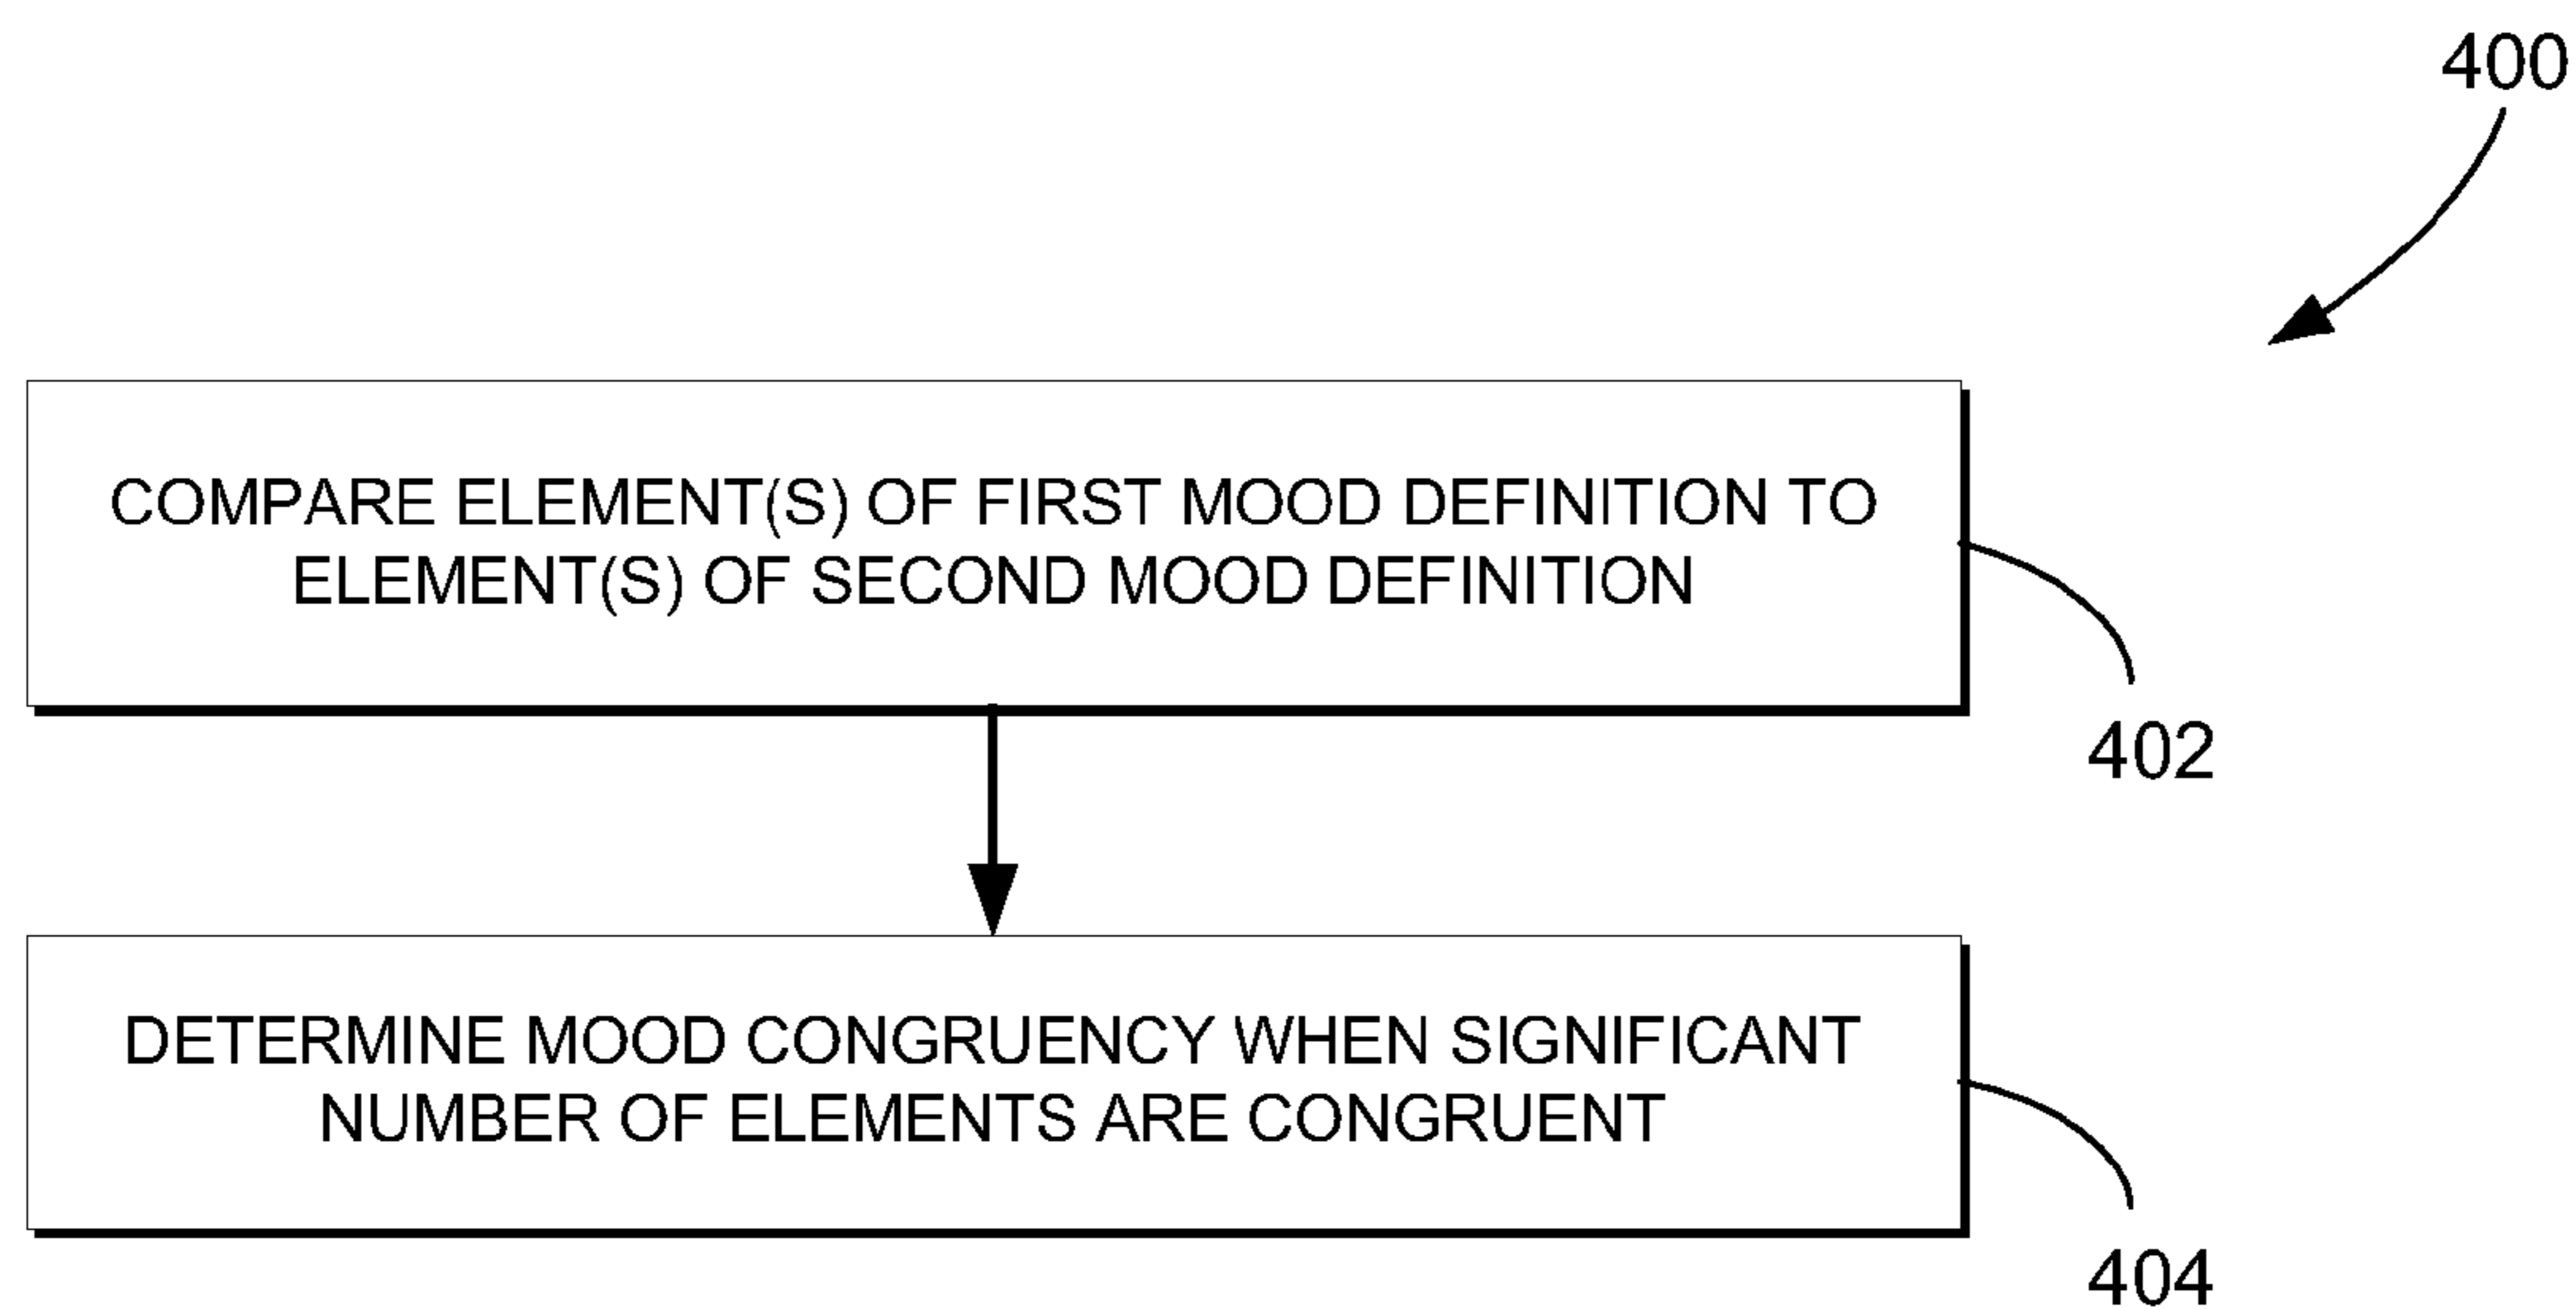 400
COMPARE ELEMENT(S) OF FIRST MOOD DEFINITION TO
ELEMENT(S) OF SECOND MOOD DEFINITION
402
DETERMINE MOOD CONGRUENCY WHEN SIGNIFICANT
NUMBER OF ELEMENTS ARE CONGRUENT
404